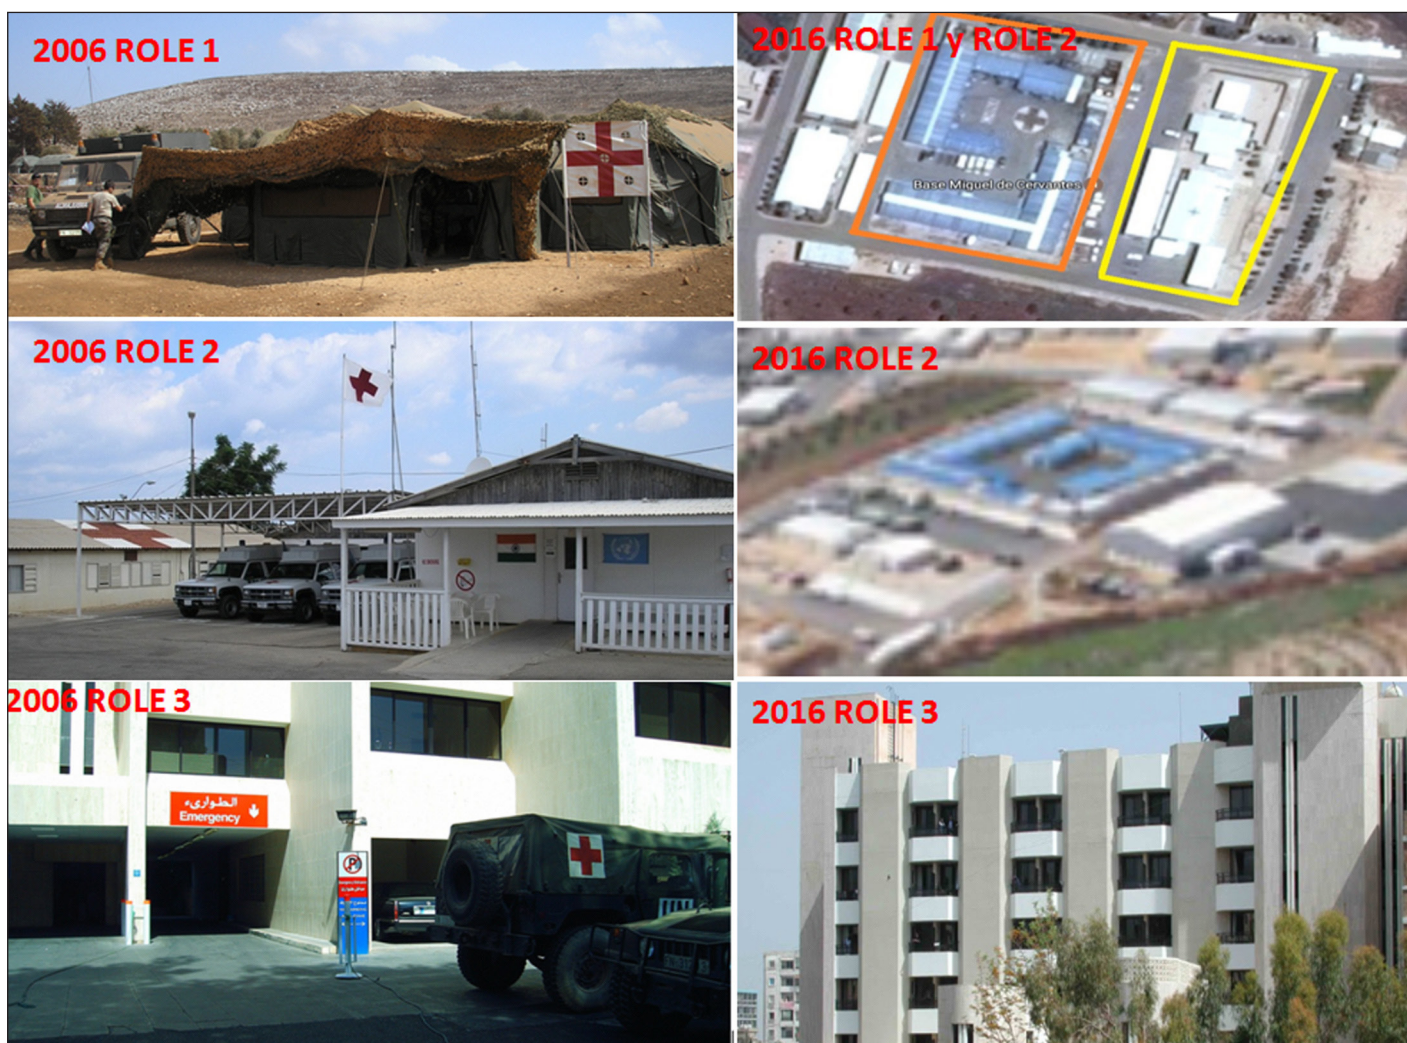 2006 ROLE 1
2016 ROLE 1 y ROLE 2
Base Miguel de Cervantes
2006 ROLE 2
2016 ROLE 2
2006 ROLE 3
الطوارىء
Emergency
P
2016 ROLE 3